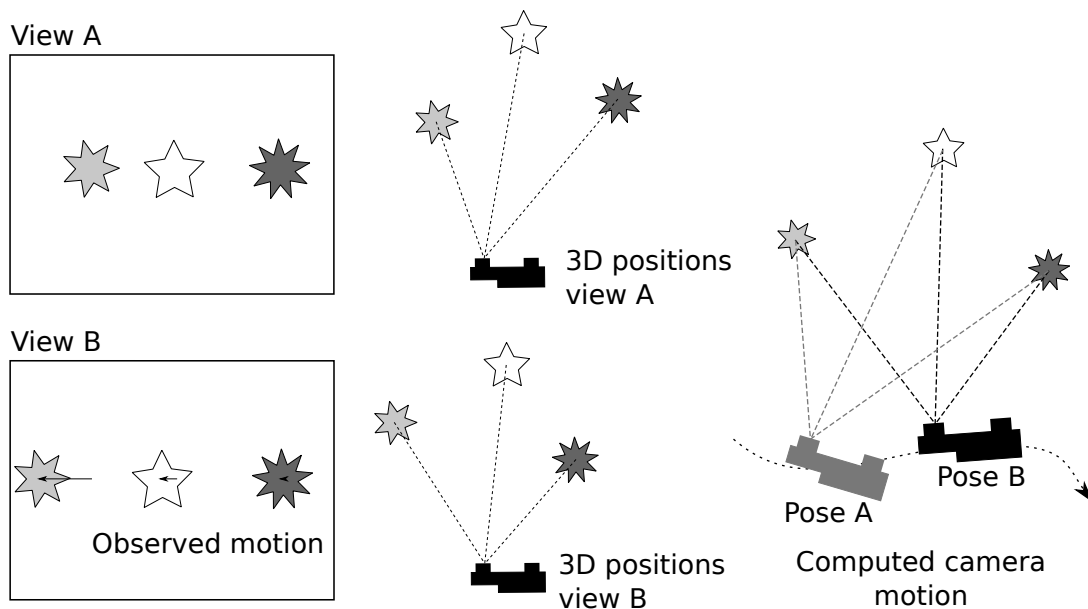 View A
3D positions
view A
View B
Observed motion
3D positions
view B
Pose A
Pose B
Computed camera
motion